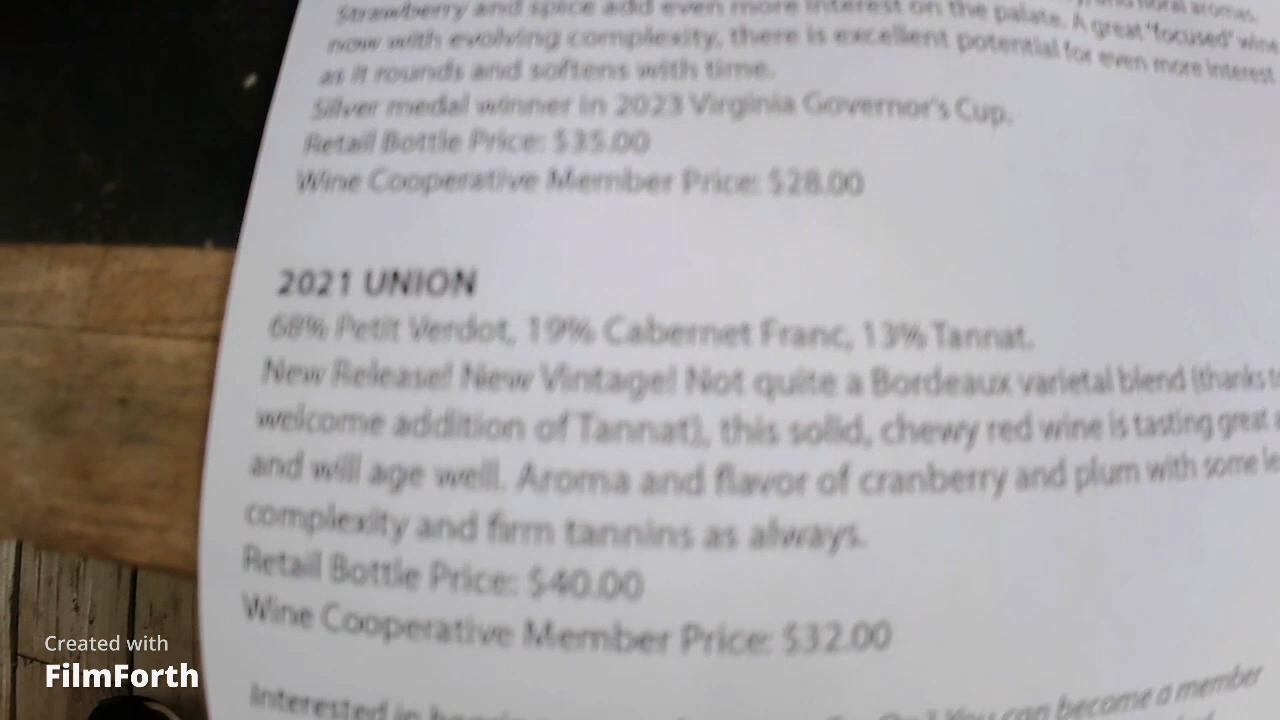 floral aromas.
Strawberry and spice add even more interest on the palate. A great "focused" wine
now with evolving complexity, there is excellent potential for even more interest
as it rounds and softens with time.
Silver medal winner in 2023 Virginia Governor's Cup.
Retail Bottle Price: $35.00
Wine Cooperative Member Price: $28.00
2021 UNION
68% Petit Verdot, 19% Cabernet Franc, 13% Tannat.
New Release! New Vintage! Not quite a Bordeaux varietal blend (thanks
welcome addition of Tannat), this solid, chewy red wine is tasting great
and will age well. Aroma and flavor of cranberry and plum with some
complexity and firm tannins as always.
Retail Bottle Price: $40.00
Wine Cooperative Member Price: $32.00
Interested in You can become a member
Created with
FilmForth